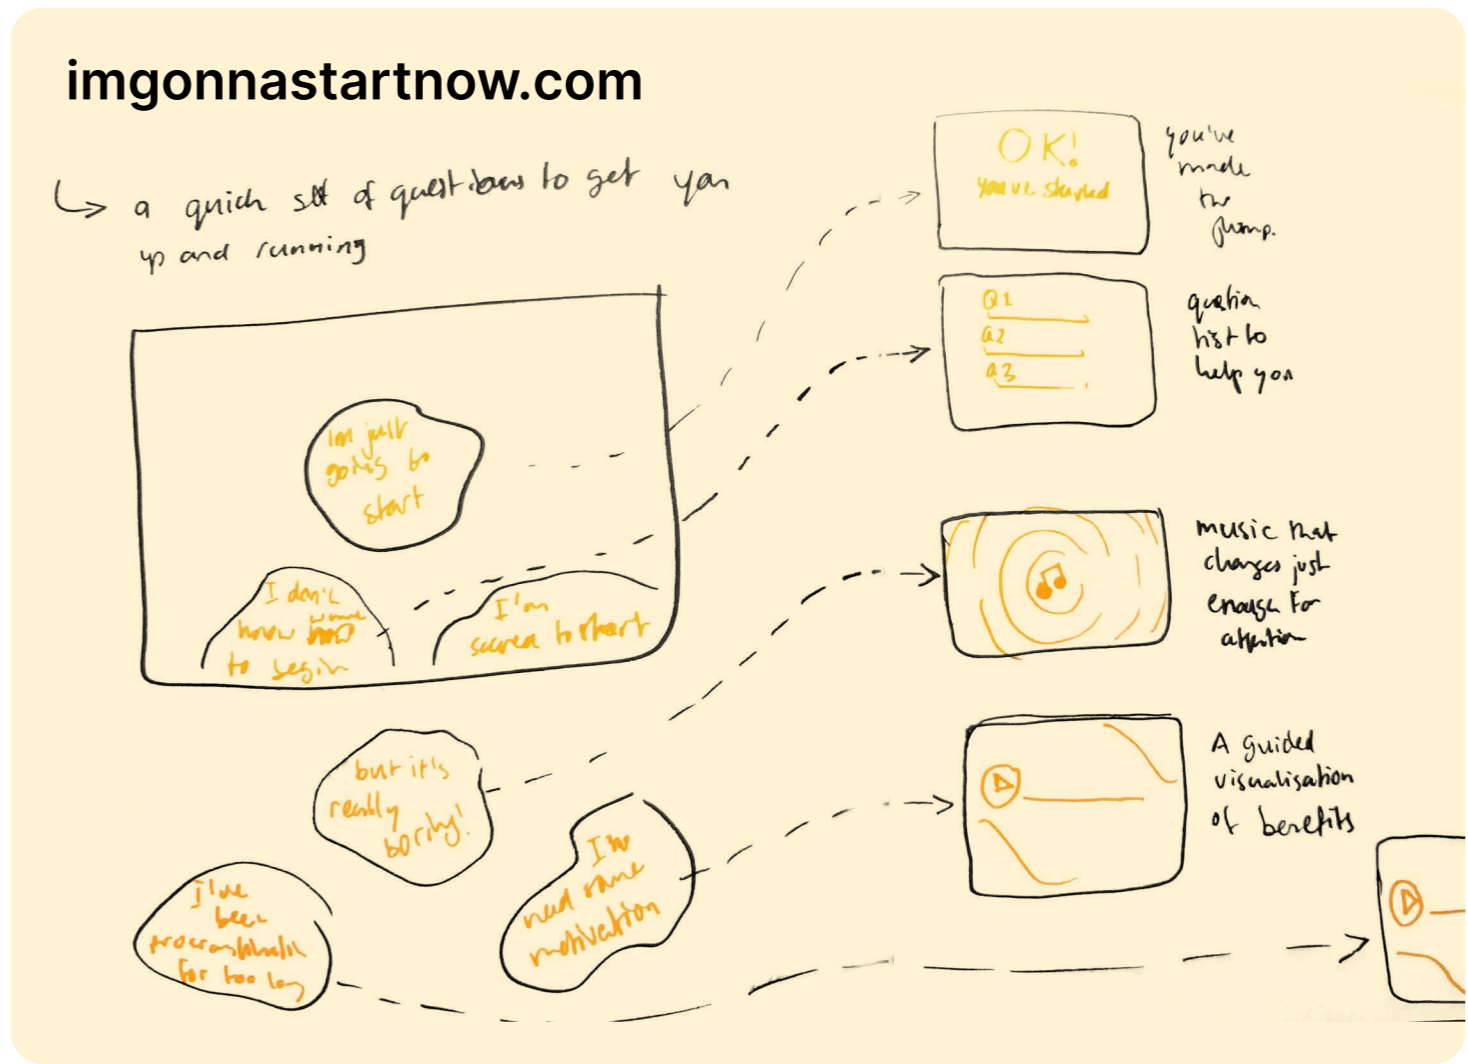 imgonnastartnow.com
a quick set of questions to get you
up and running
OK!
you've started
you've
made
the
jump.
Q1
Q2
Q3
question
list to
help you
Im just
going to
start
I don't
know
to begin
I'm
scared to start
music that
changes just
enough for
attention
but it's
really
boring!
A guided
visualisation
of benefits
need some
motivation
I've
been
for too long